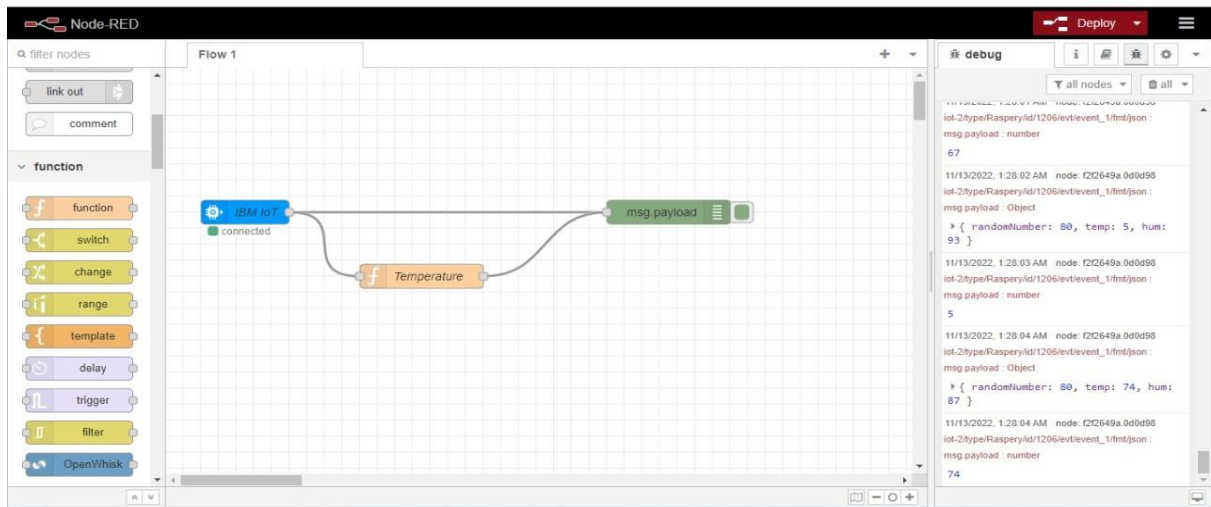 Node-RED
Deploy
filter nodes
link out
comment
function
function
switch
change
range
template
delay
trigger
filter
OpenWhisk
Flow 1
IBM IoT
connected
Temperature
msg.payload
debug
i
all nodes
all
iot-2/type/Raspery/id/1206/evt/event_1/fmt/json :
msg.payload : number
67
11/13/2022, 1:28:02 AM node: f2f2649a.0d0d98
iot-2/type/Raspery/id/1206/evt/event_1/fmt/json :
msg.payload : Object
{ randomNumber: 80, temp: 5, hum:
93 }
11/13/2022, 1:28:03 AM node: f2f2649a.0d0d98
iot-2/type/Raspery/id/1206/evt/event_1/fmt/json :
msg.payload : number
5
11/13/2022, 1:28:04 AM node: f2f2649a.0d0d98
iot-2/type/Raspery/id/1206/evt/event_1/fmt/json :
msg.payload : Object
{ randomNumber: 80, temp: 74, hum:
87 }
11/13/2022, 1:28:04 AM node: f2f2649a.0d0d98
iot-2/type/Raspery/id/1206/evt/event_1/fmt/json :
msg.payload : number
74